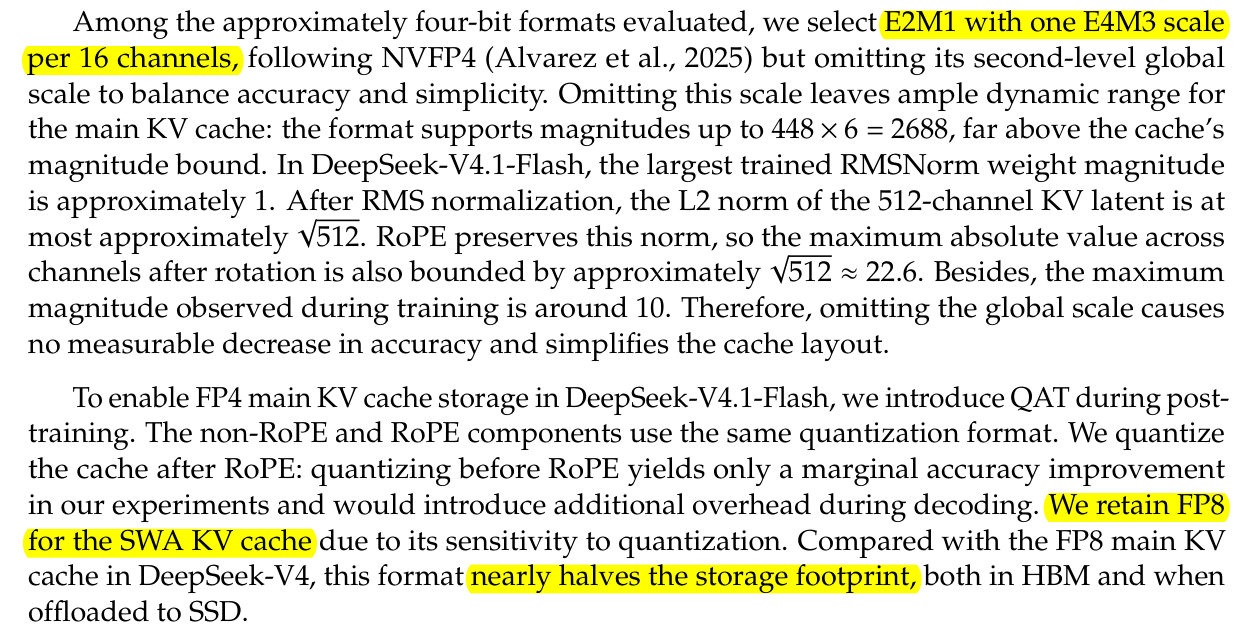 Among the approximately four-bit formats evaluated, we select E2M1 with one E4M3 scale
per 16 channels, following NVFP4 (Alvarez et al., 2025) but omitting its second-level global
scale to balance accuracy and simplicity. Omitting this scale leaves ample dynamic range for
the main KV cache: the format supports magnitudes up to 448 × 6 = 2688, far above the cache's
magnitude bound. In DeepSeek-V4.1-Flash, the largest trained RMSNorm weight magnitude
is approximately 1. After RMS normalization, the L2 norm of the 512-channel KV latent is at
most approximately √512. RoPE preserves this norm, so the maximum absolute value across
channels after rotation is also bounded by approximately √512 ≈ 22.6. Besides, the maximum
magnitude observed during training is around 10. Therefore, omitting the global scale causes
no measurable decrease in accuracy and simplifies the cache layout.
To enable FP4 main KV cache storage in DeepSeek-V4.1-Flash, we introduce QAT during post-
training. The non-RoPE and RoPE components use the same quantization format. We quantize
the cache after RoPE: quantizing before RoPE yields only a marginal accuracy improvement
in our experiments and would introduce additional overhead during decoding. We retain FP8
for the SWA KV cache due to its sensitivity to quantization. Compared with the FP8 main KV
cache in DeepSeek-V4, this format nearly halves the storage footprint, both in HBM and when
offloaded to SSD.